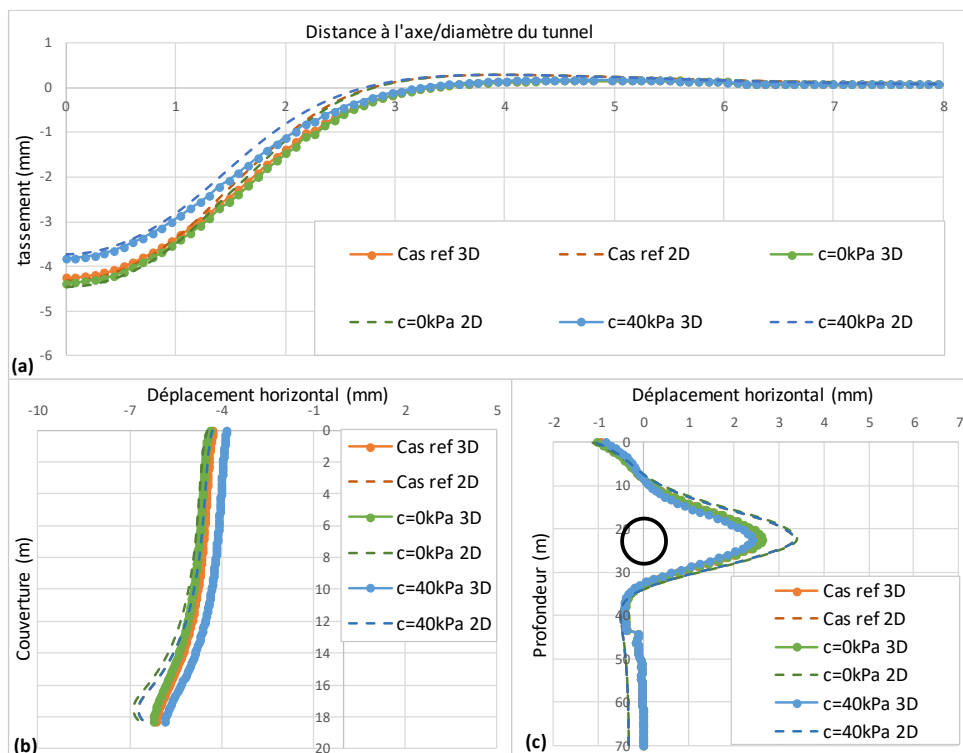 Distance à l'axe/diamètre du tunnel
1
0
-1
-2
-3
-4
-5
-6
0 1 2 3 4 5 6 7 8
tassement (mm)
Cas ref 3D Cas ref 2D c=0kPa 3D
c=0kPa 2D c=40kPa 3D c=40kPa 2D
(a)
Déplacement horizontal (mm)
-10 -7 -4 -1 2 5
0
2
4
6
8
10
12
14
16
18
20
Couverture (m)
Cas ref 3D
Cas ref 2D
c=0kPa 3D
c=0kPa 2D
c=40kPa 3D
c=40kPa 2D
(b)
Déplacement horizontal (mm)
-2 -1 0 1 2 3 4 5 6 7
0
10
20
30
40
50
60
70
Profondeur (m)
Cas ref 3D
Cas ref 2D
c=0kPa 3D
c=0kPa 2D
c=40kPa 3D
c=40kPa 2D
(c)